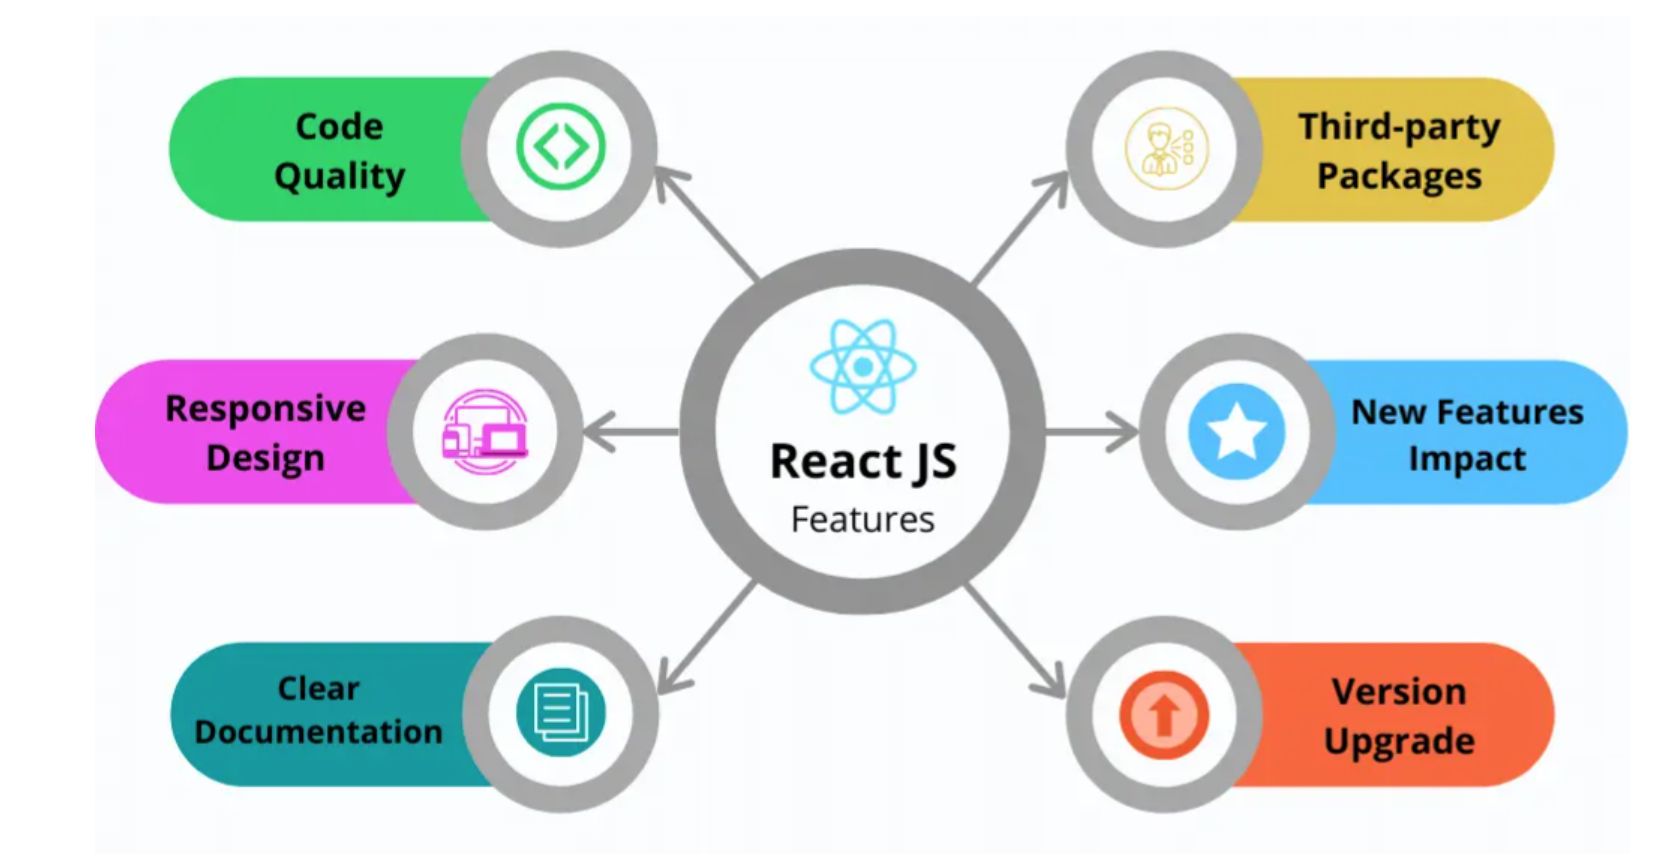 Code
Quality
Third-party
Packages
Responsive
Design
React JS
Features
New Features
Impact
Clear
Documentation
Version
Upgrade